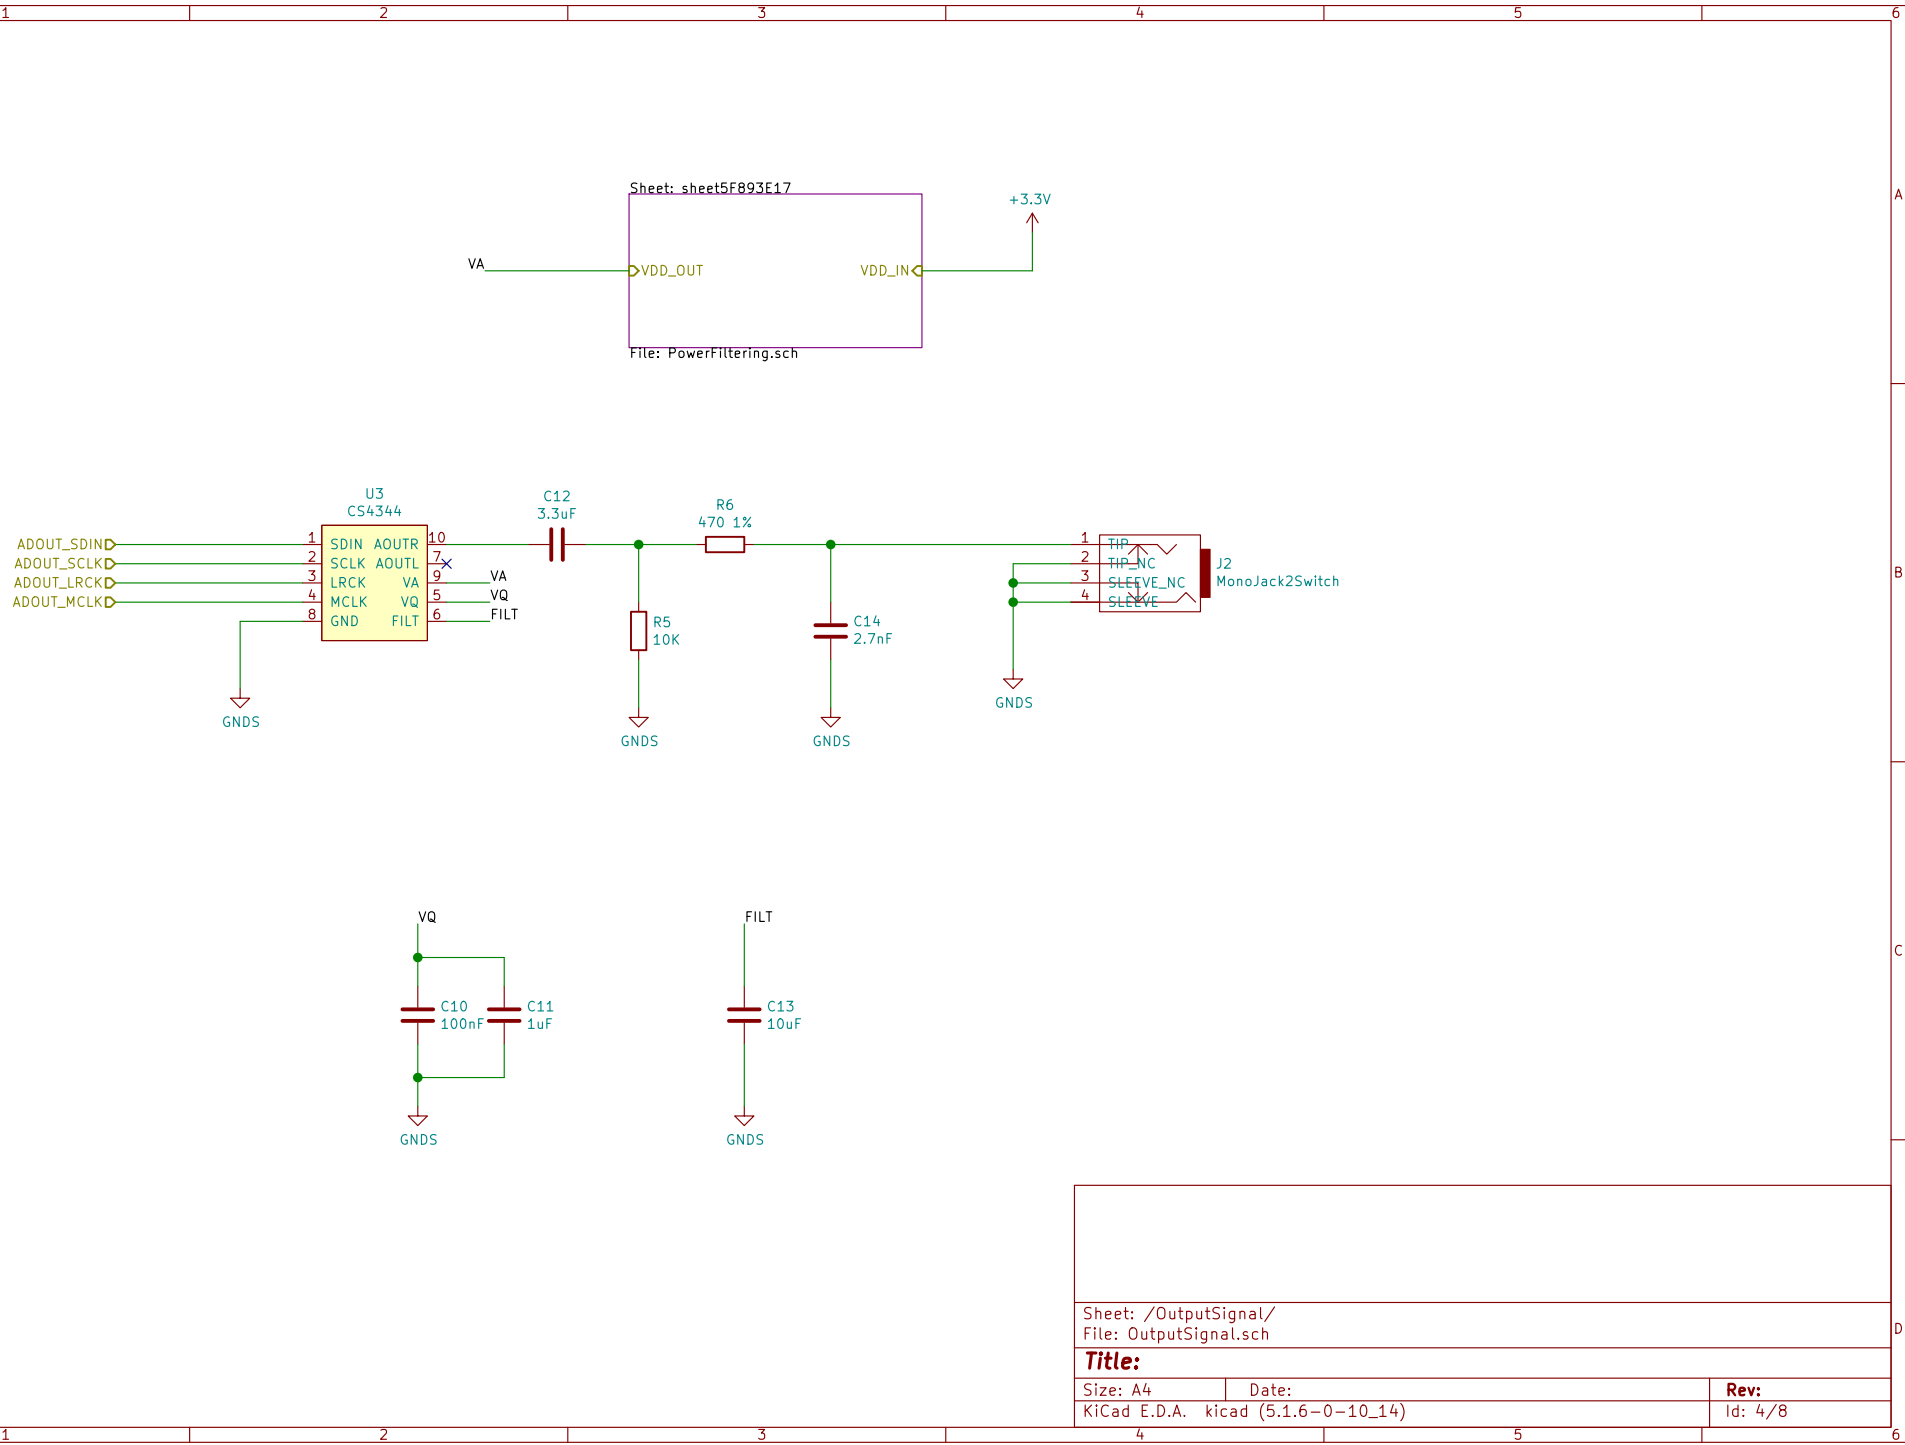 1 2 3 4 5 6
Sheet: sheet5F893E17
+3.3V
A
VA
VDD_OUT
VDD_IN
File: PowerFiltering.sch
U3
CS4344
C12
3.3uF
R6
470 1%
ADOUT_SDIN 1 SDIN AOUTR 10
ADOUT_SCLK 2 SCLK AOUTL 7
ADOUT_LRCK 3 LRCK VA 9 VA
ADOUT_MCLK 4 MCLK VQ 5 VQ
8 GND FILT 6 FILT
1 TIP
2 TIP_NC
3 SLEEVE_NC
4 SLEEVE
J2
MonoJack2Switch
B
R5
10K
C14
2.7nF
GNDS
GNDS
GNDS
GNDS
VQ
FILT
C
C10
100nF
C11
1uF
C13
10uF
GNDS
GNDS
Sheet: /OutputSignal/
File: OutputSignal.sch
D
Title:
Size: A4
Date:
Rev:
KiCad E.D.A. kicad (5.1.6-0-10_14)
Id: 4/8
1 2 3 4 5 6